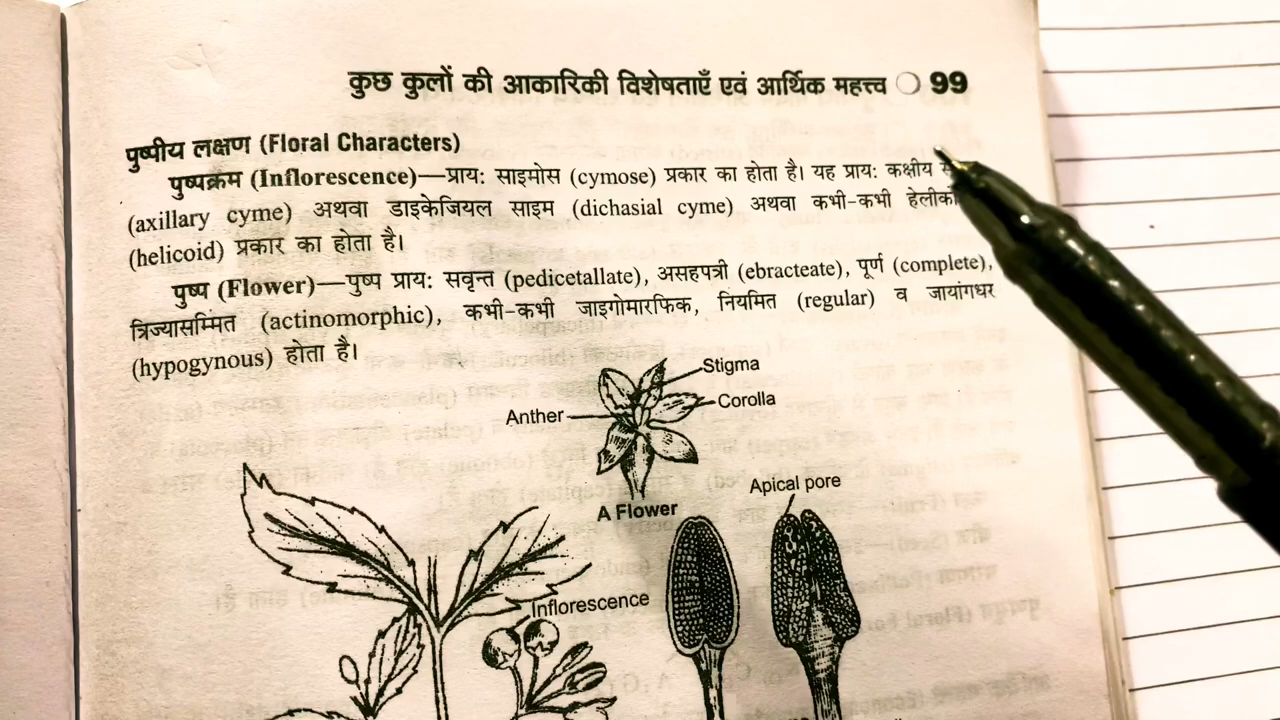 कुछ कुलों की आकारिकी विशेषताएँ एवं आर्थिक महत्त्व 99
पुष्पीय लक्षण (Floral Characters)
पुष्पक्रम (Inflorescence)—प्रायः साइमोस (cymose) प्रकार का होता है। यह प्रायः कक्षीय
(axillary cyme) अथवा डाइकेजियल साइम (dichasial cyme) अथवा कभी-कभी
(helicoid) प्रकार का होता है।
पुष्प (Flower)—पुष्प प्रायः सवृन्त (pedicetallate), असहपत्री (ebracteate), पूर्ण (complete),
त्रिज्यासम्मित (actinomorphic), कभी-कभी जाइगोमारफिक, नियमित (regular) व जायांगधर
(hypogynous) होता है।
Stigma
Corolla
Anther
A Flower
Apical pore
Inflorescence